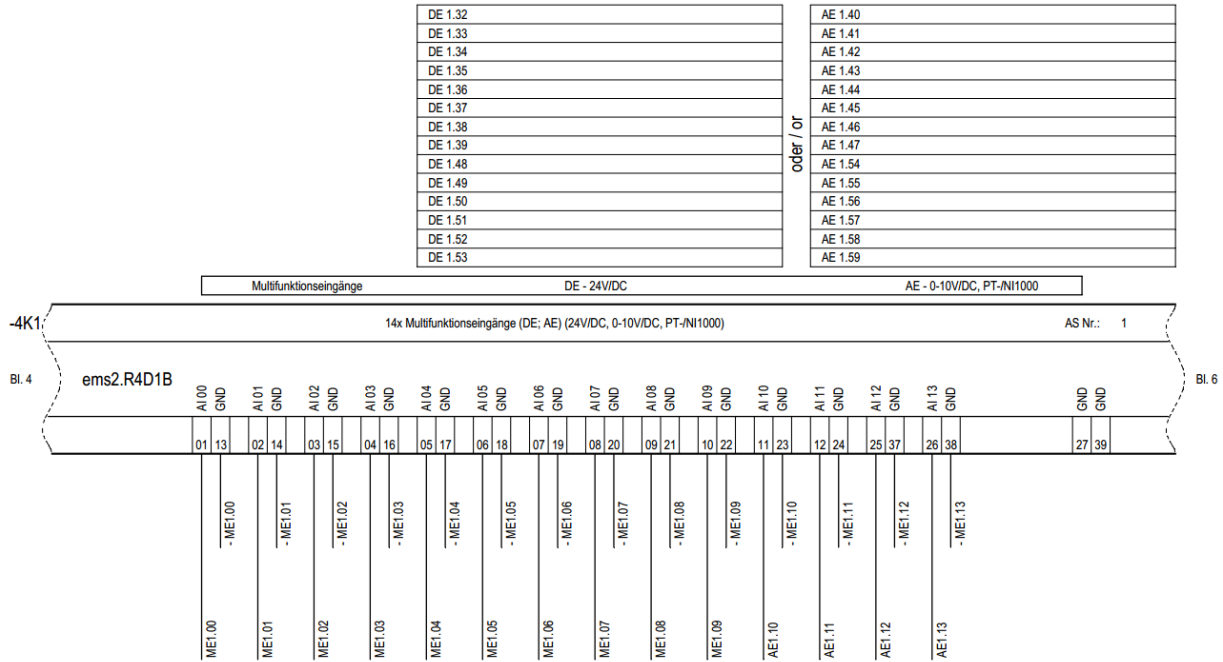 DE 1.32 AE 1.40
DE 1.33 AE 1.41
DE 1.34 AE 1.42
DE 1.35 AE 1.43
DE 1.36 AE 1.44
DE 1.37 AE 1.45
DE 1.38 AE 1.46
DE 1.39 AE 1.47
DE 1.48 AE 1.54
DE 1.49 AE 1.55
DE 1.50 AE 1.56
DE 1.51 AE 1.57
DE 1.52 AE 1.58
DE 1.53 AE 1.59
oder / or
Multifunktionseingänge DE - 24V/DC AE - 0-10V/DC, PT-/NI1000
-4K1 14x Multifunktionseingänge (DE; AE) (24V/DC, 0-10V/DC, PT-/NI1000) AS Nr.: 1
Bl. 4 ems2.R4D1B Bl. 6
AI 00 GND AI 01 GND AI 02 GND AI 03 GND AI 04 GND AI 05 GND AI 06 GND AI 07 GND AI 08 GND AI 09 GND AI 10 GND AI 11 GND AI 12 GND AI 13 GND GND GND
01 13 02 14 03 15 04 16 05 17 06 18 07 19 08 20 09 21 10 22 11 23 12 24 25 37 26 38 27 39
- ME1.00 - ME1.01 - ME1.02 - ME1.03 - ME1.04 - ME1.05 - ME1.06 - ME1.07 - ME1.08 - ME1.09 - ME1.10 - ME1.11 - ME1.12 - ME1.13
ME1.00 ME1.01 ME1.02 ME1.03 ME1.04 ME1.05 ME1.06 ME1.07 ME1.08 ME1.09 AE1.10 AE1.11 AE1.12 AE1.13